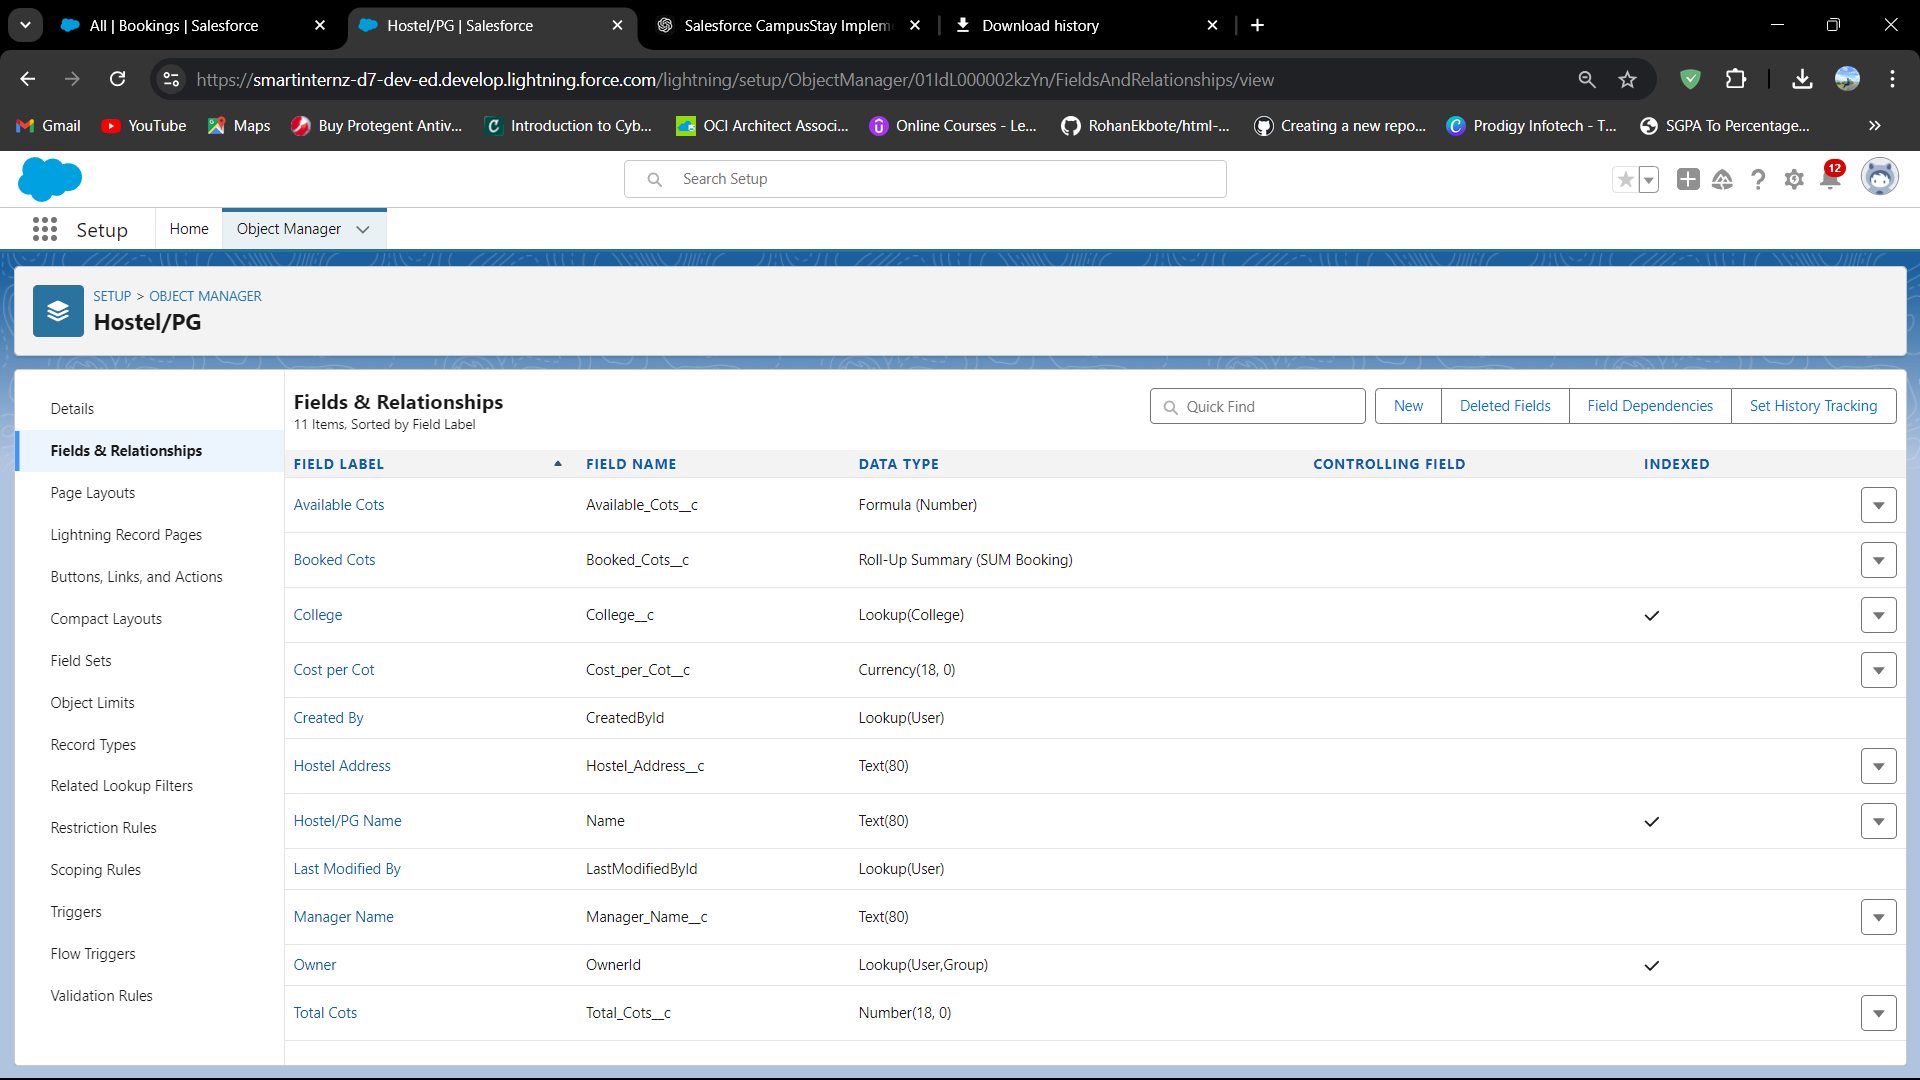 All | Bookings | Salesforce
Hostel/PG | Salesforce
Salesforce CampusStay Implem
Download history
https://smartinternz-d7-dev-ed.develop.lightning.force.com/lightning/setup/ObjectManager/01IdL000002kzYn/FieldsAndRelationships/view
Gmail
YouTube
Maps
Buy Protegent Antiv...
Introduction to Cyb...
OCI Architect Associ...
Online Courses - Le...
RohanEkbote/html-...
Creating a new repo...
Prodigy Infotech - T...
SGPA To Percentage...
Search Setup
12
Setup
Home
Object Manager
SETUP > OBJECT MANAGER
Hostel/PG
Details
Fields & Relationships
Page Layouts
Lightning Record Pages
Buttons, Links, and Actions
Compact Layouts
Field Sets
Object Limits
Record Types
Related Lookup Filters
Restriction Rules
Scoping Rules
Triggers
Flow Triggers
Validation Rules
Fields & Relationships
11 Items, Sorted by Field Label
Quick Find
New
Deleted Fields
Field Dependencies
Set History Tracking
FIELD LABEL FIELD NAME DATA TYPE CONTROLLING FIELD INDEXED
Available Cots Available_Cots__c Formula (Number)
Booked Cots Booked_Cots__c Roll-Up Summary (SUM Booking)
College College__c Lookup(College)
Cost per Cot Cost_per_Cot__c Currency(18, 0)
Created By CreatedById Lookup(User)
Hostel Address Hostel_Address__c Text(80)
Hostel/PG Name Name Text(80)
Last Modified By LastModifiedById Lookup(User)
Manager Name Manager_Name__c Text(80)
Owner OwnerId Lookup(User,Group)
Total Cots Total_Cots__c Number(18, 0)